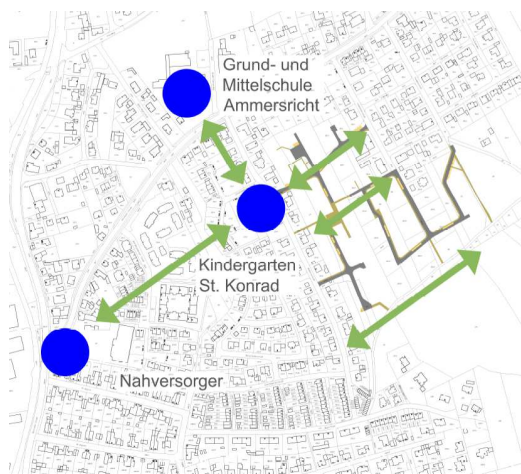 Grund- und
Mittelschule
Ammersricht
Kindergarten
St. Konrad
Nahversorger